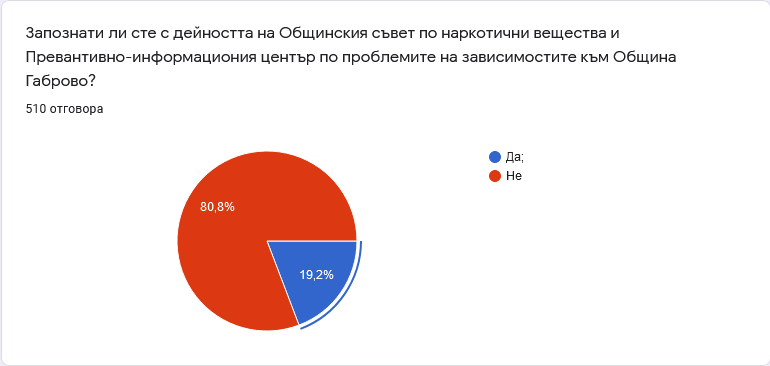 Запознати ли сте с дейността на Общинския съвет по наркотични вещества и
Превантивно-информациония център по проблемите на зависимостите към Община
Габрово?
510 отговора
Да;
Не
80,8%
19,2%